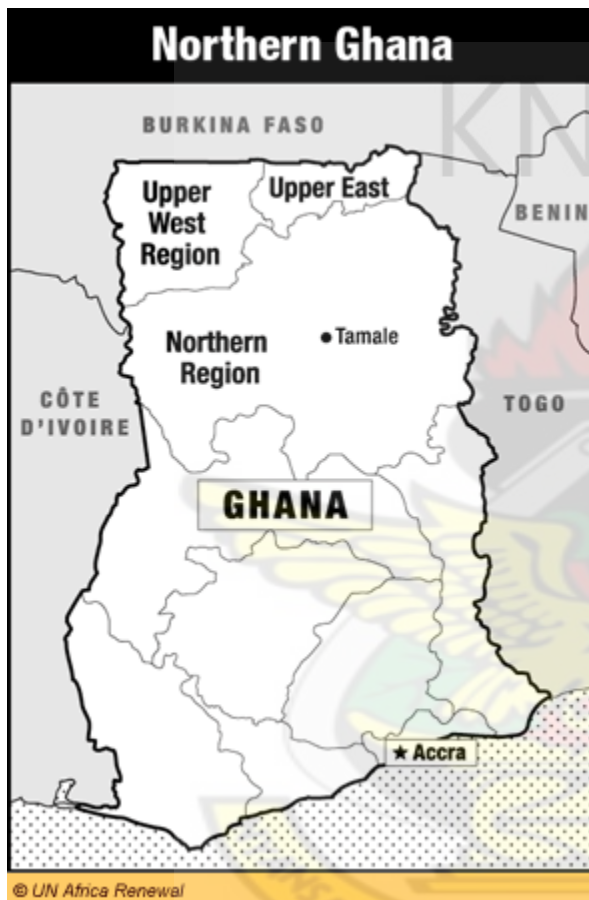 Northern Ghana
KN
BURKINA FASO
Upper
West
Region
Upper East
BENIN
Northern
Region
Tamale
CÔTE
D'IVOIRE
TOGO
GHANA
Accra
© UN Africa Renewal